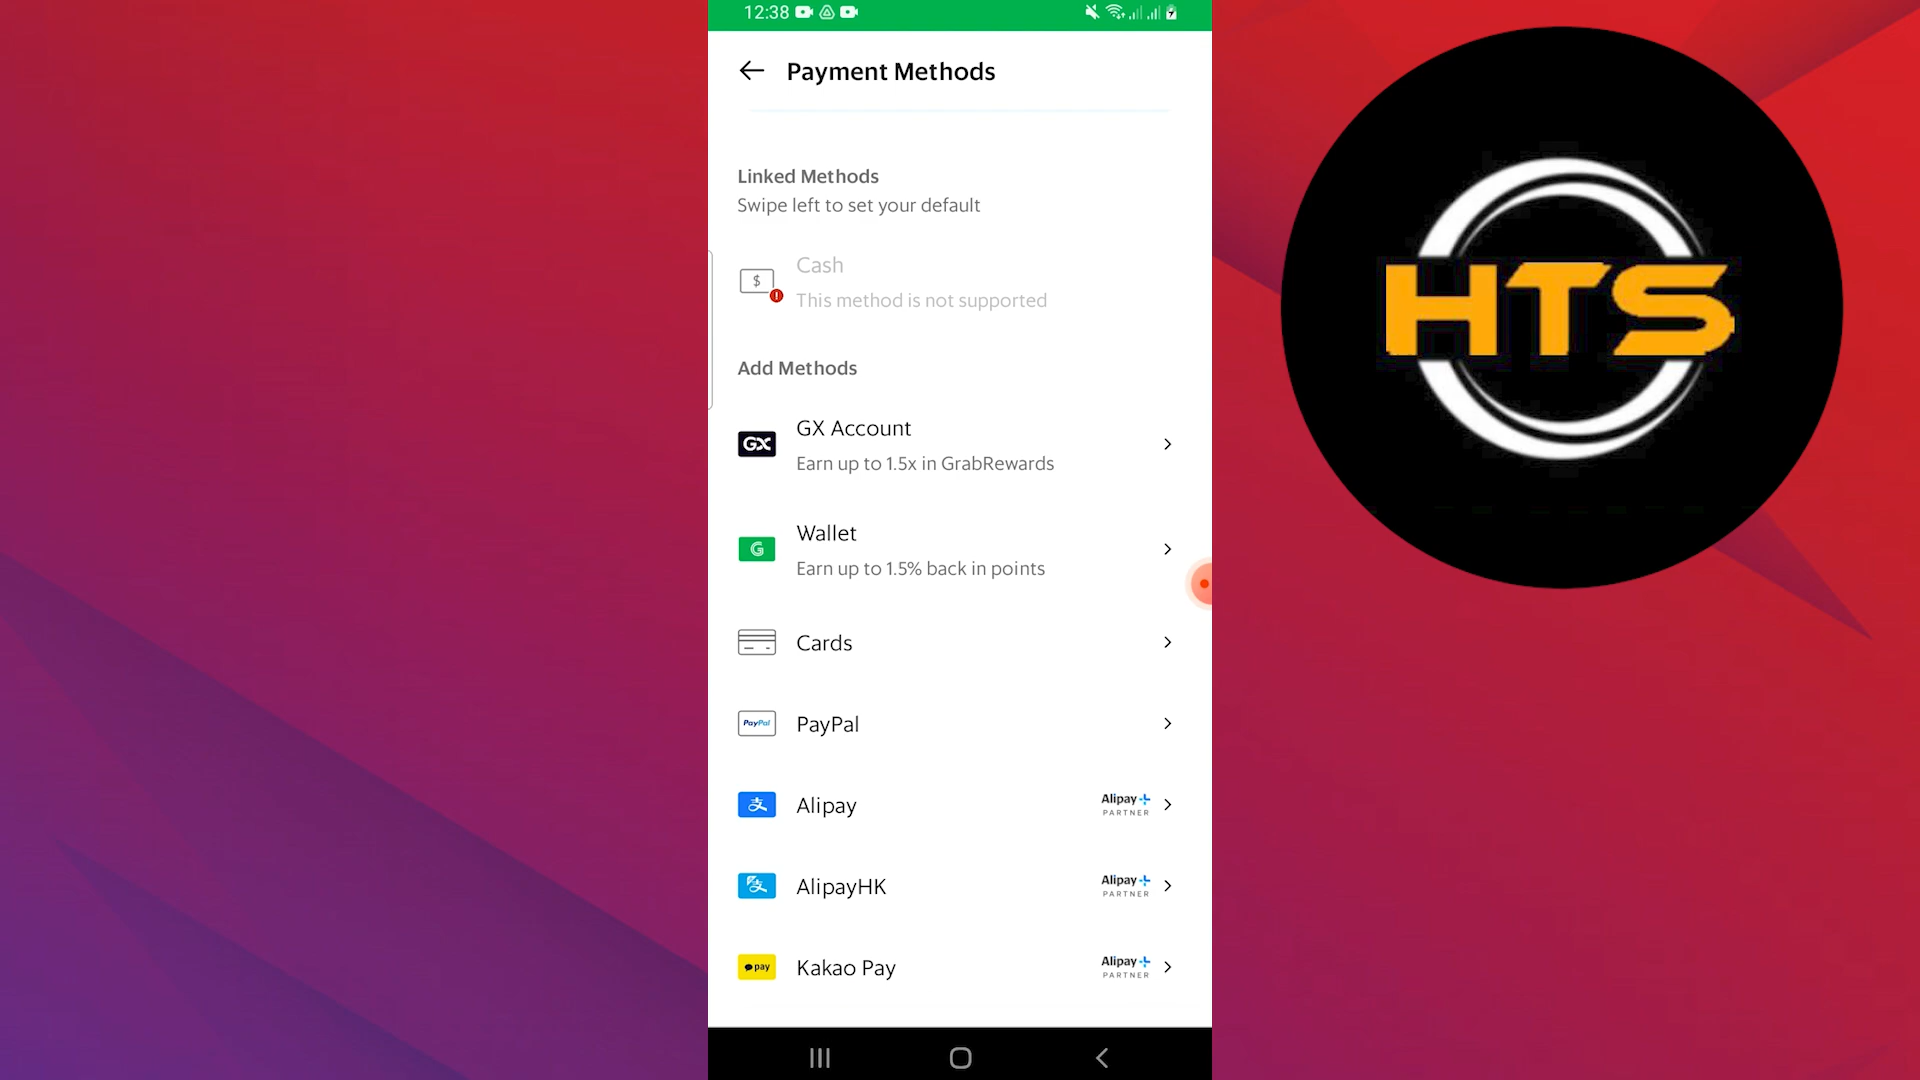 12:38
Payment Methods
Linked Methods
Swipe left to set your default
$
Cash
This method is not supported
Add Methods
GX
GX Account
Earn up to 1.5x in GrabRewards
G
Wallet
Earn up to 1.5% back in points
Cards
PayPal
PayPal
支
Alipay
Alipay+
PARTNER
支
AlipayHK
Alipay+
PARTNER
pay
Kakao Pay
Alipay+
PARTNER
HTS